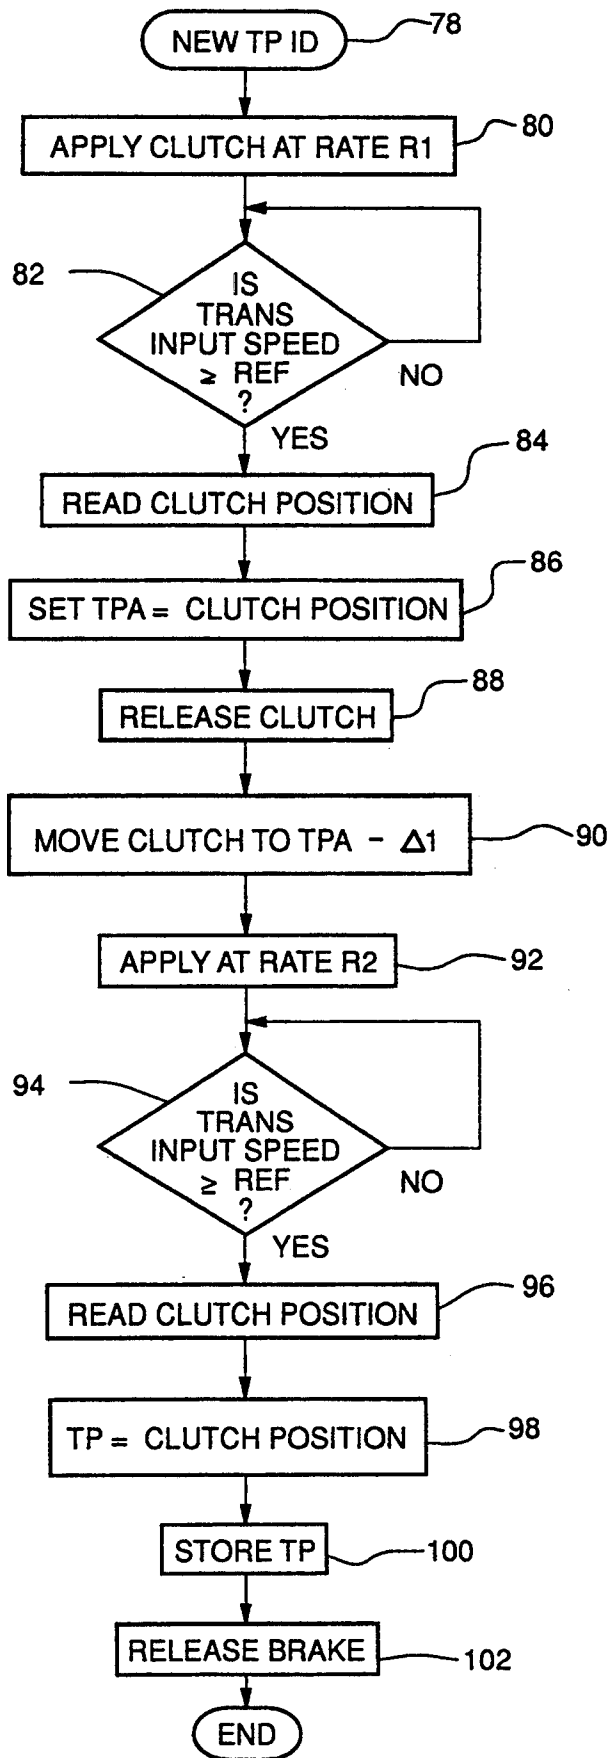 NEW TP ID
78
APPLY CLUTCH AT RATE R1
80
82
IS
TRANS
INPUT SPEED
≥ REF
?
NO
YES
84
READ CLUTCH POSITION
86
SET TPA = CLUTCH POSITION
88
RELEASE CLUTCH
MOVE CLUTCH TO TPA - Δ1
90
APPLY AT RATE R2
92
94
IS
TRANS
INPUT SPEED
≥ REF
?
NO
YES
READ CLUTCH POSITION
96
TP = CLUTCH POSITION
98
STORE TP
100
RELEASE BRAKE
102
END